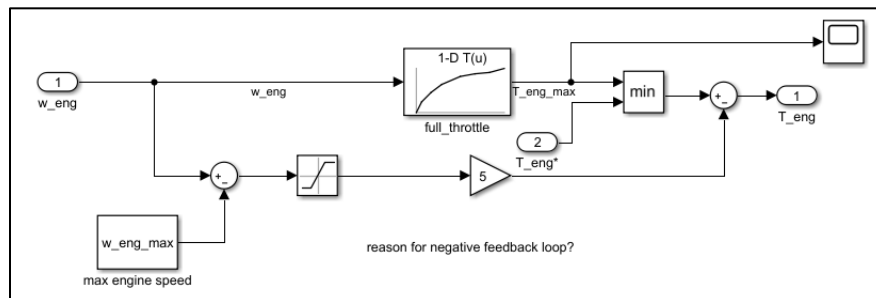 1-D T(u)
1
w_eng
w_eng
T_eng_max
full_throttle
min
+
−
1
T_eng
2
T_eng*
+
−
5
w_eng_max
max engine speed
reason for negative feedback loop?